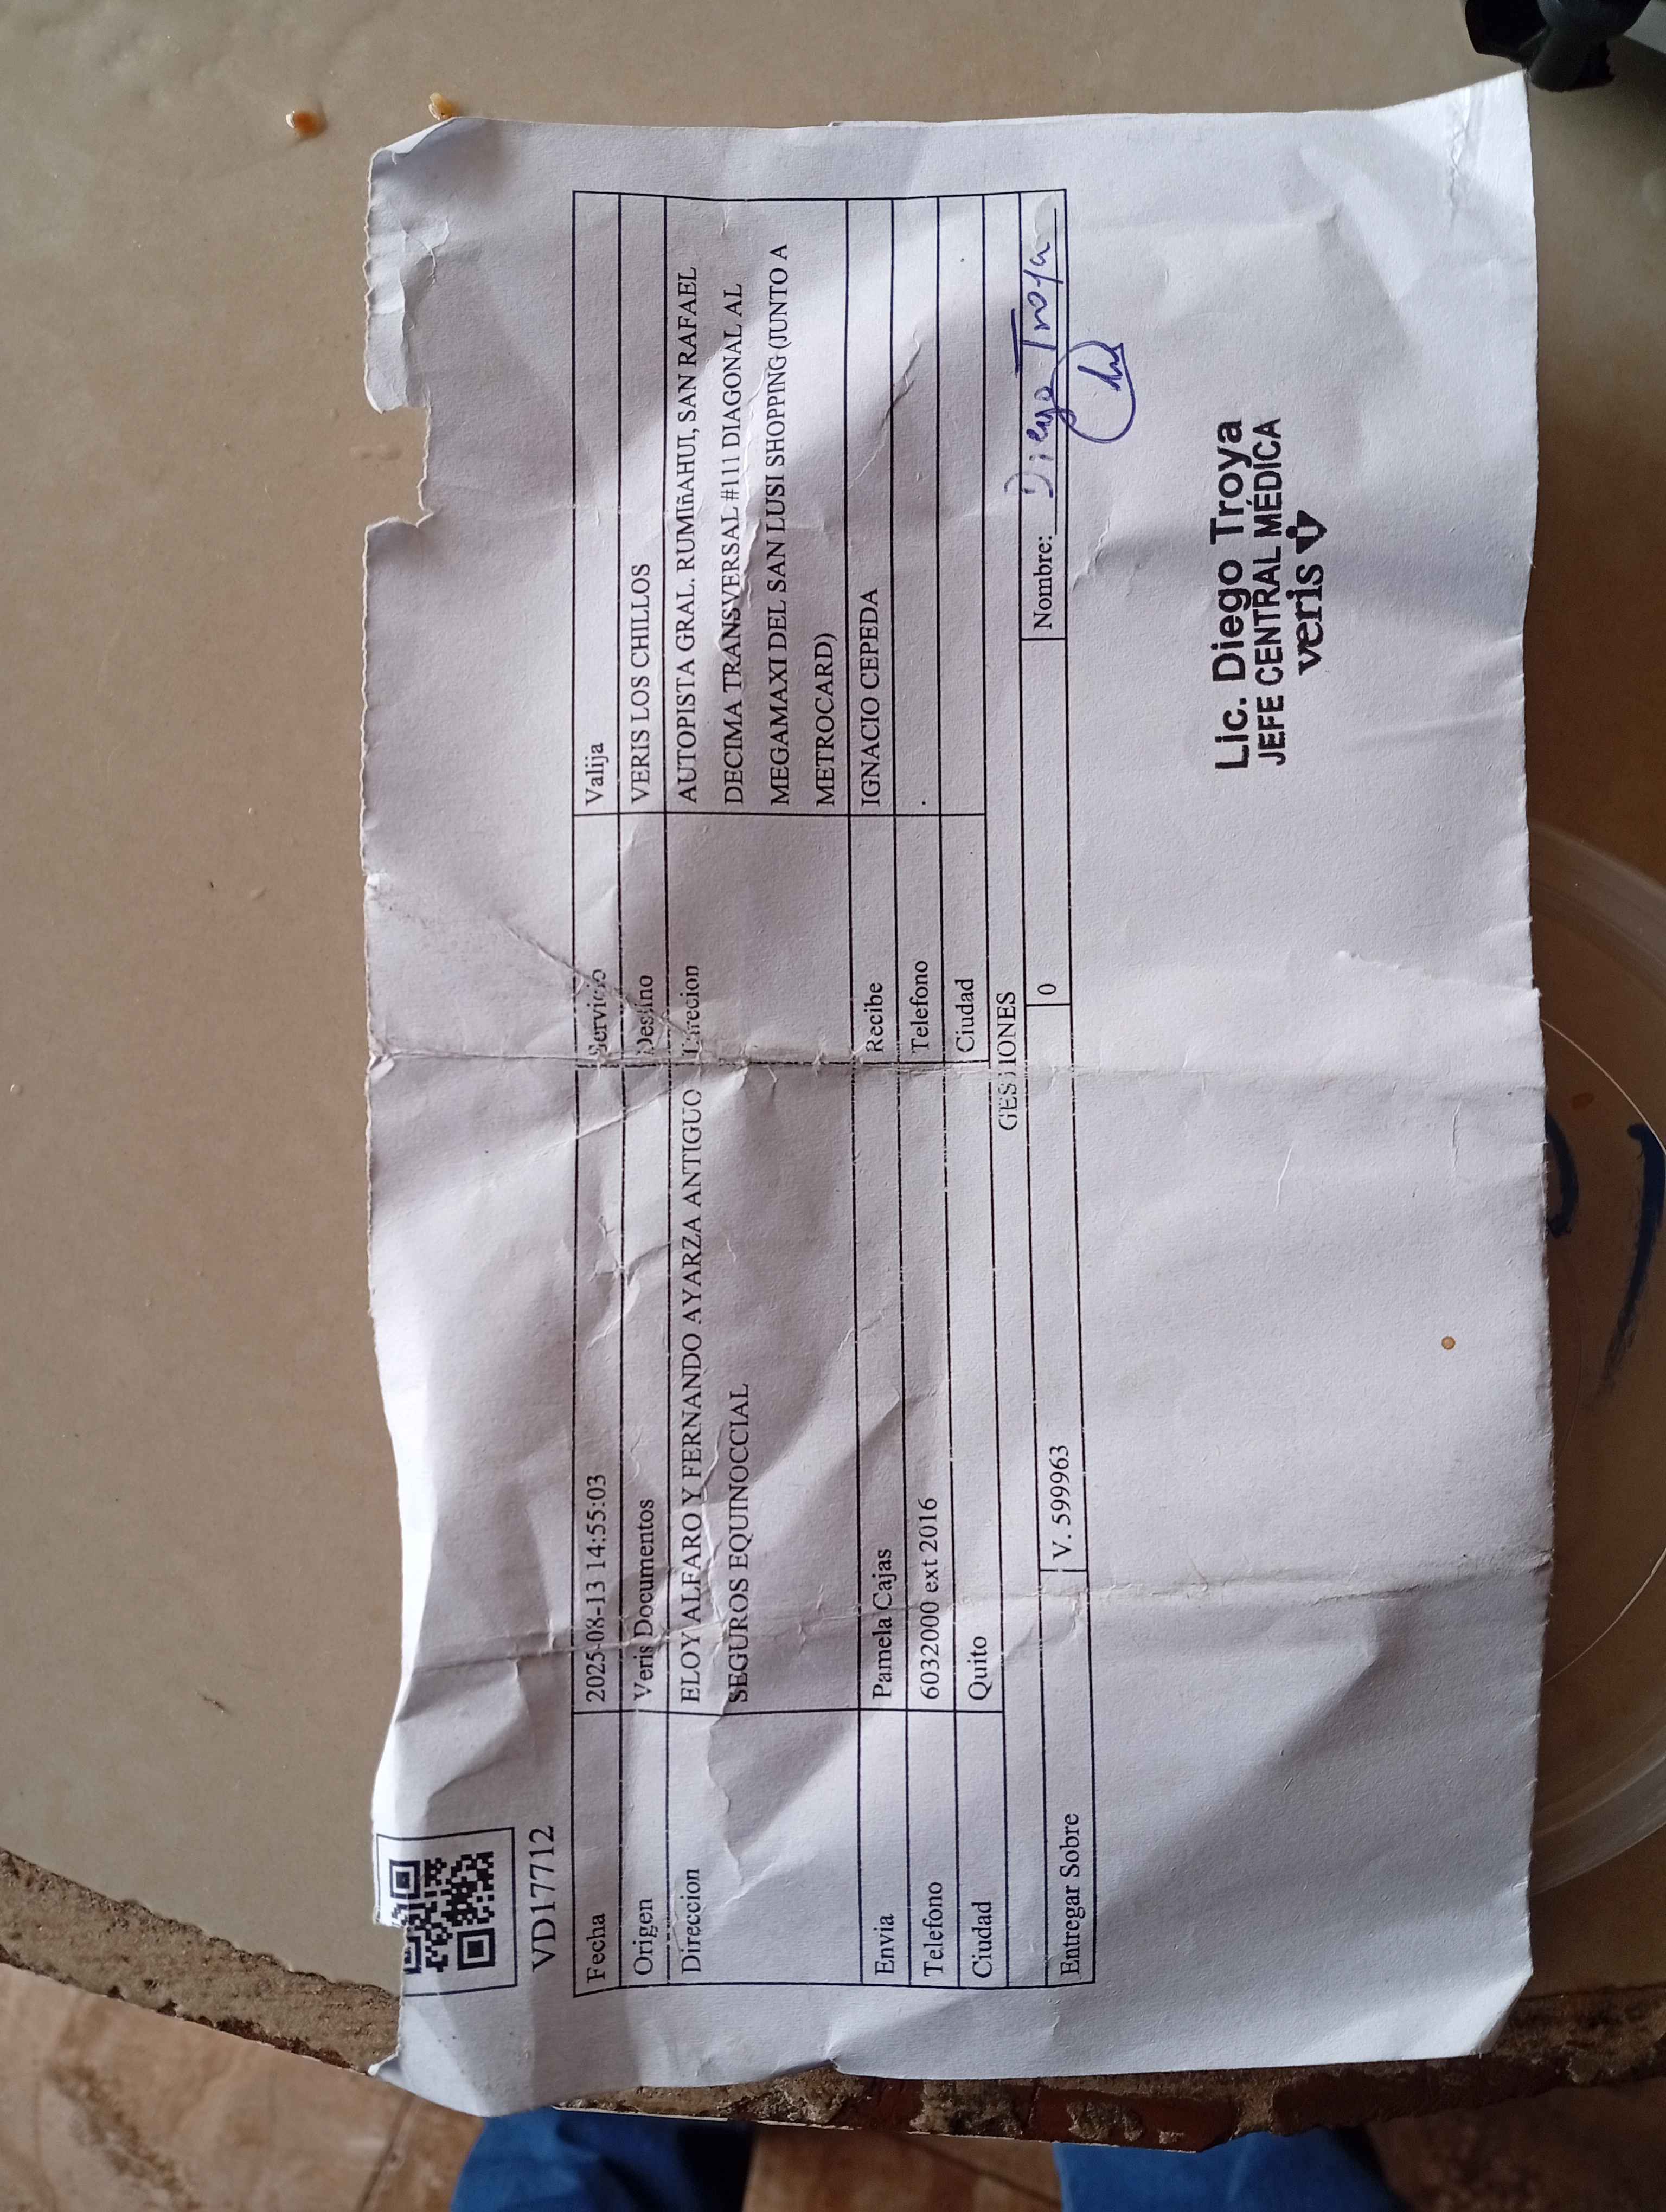 VD17712
Fecha 2025-08-13 14:55:03 Servicio Valija
Origen Veris Documentos Destino VERIS LOS CHILLOS
Direccion ELOY ALFARO Y FERNANDO AYARZA ANTIGUO Direcion AUTOPISTA GRAL. RUMIñAHUI, SAN RAFAEL
SEGUROS EQUINOCCIAL DECIMA TRANSVERSAL #111 DIAGONAL AL
MEGAMAXI DEL SAN LUSI SHOPPING (JUNTO A
METROCARD)
Envia Pamela Cajas Recibe IGNACIO CEPEDA
Telefono 6032000 ext 2016 Telefono .
Ciudad Quito Ciudad
GESTIONES
Entregar Sobre V. 599963 0 Nombre: Diego Troya
Lic. Diego Troya
JEFE CENTRAL MÉDICA
veris